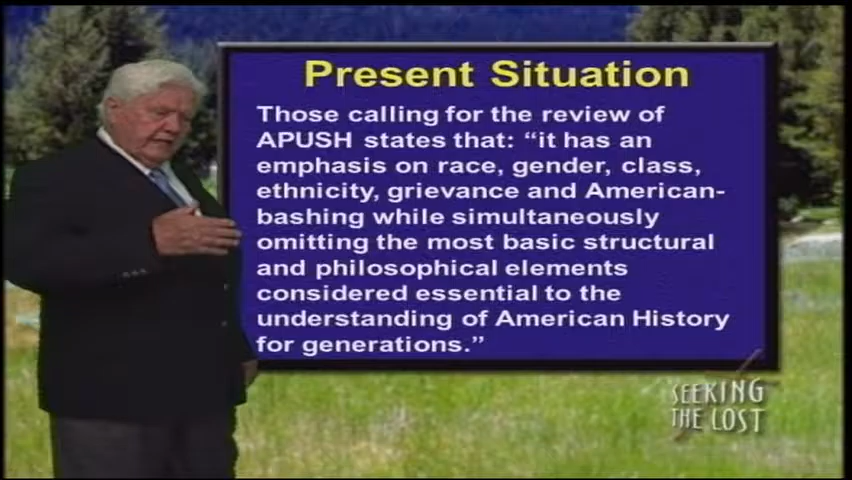 Present Situation
Those calling for the review of
APUSH states that: “it has an
emphasis on race, gender, class,
ethnicity, grievance and American-
bashing while simultaneously
omitting the most basic structural
and philosophical elements
considered essential to the
understanding of American History
for generations.”
SEEKING
THE LOST